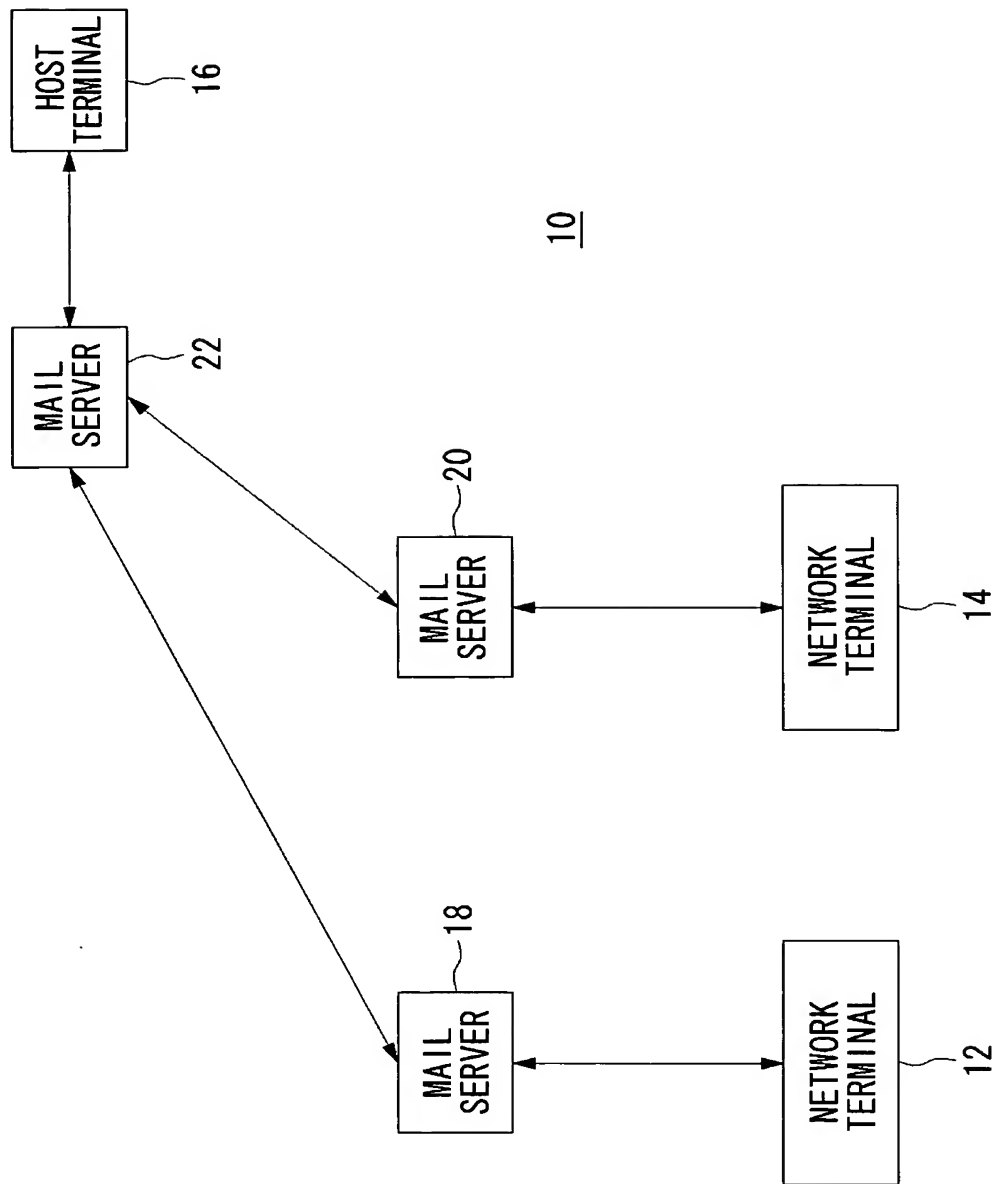 HOST
TERMINAL
16
MAIL
SERVER
22
10
MAIL
SERVER
20
MAIL
SERVER
18
NETWORK
TERMINAL
14
NETWORK
TERMINAL
12